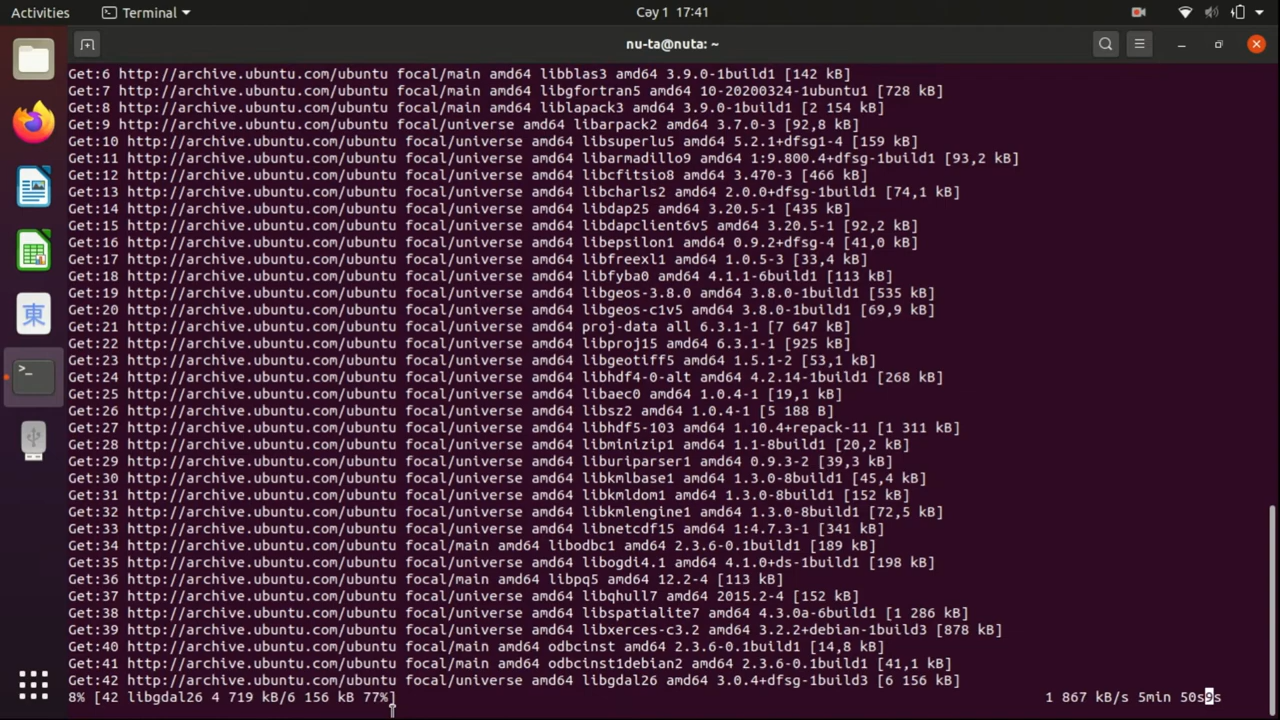 Activities
Terminal
Cəy 1 17:41
nu-ta@nuta: ~
Get:6 http://archive.ubuntu.com/ubuntu focal/main amd64 libblas3 amd64 3.9.0-1build1 [142 kB]
Get:7 http://archive.ubuntu.com/ubuntu focal/main amd64 libgfortran5 amd64 10-20200324-1ubuntu1 [728 kB]
Get:8 http://archive.ubuntu.com/ubuntu focal/main amd64 liblapack3 amd64 3.9.0-1build1 [2 154 kB]
Get:9 http://archive.ubuntu.com/ubuntu focal/universe amd64 libarpack2 amd64 3.7.0-3 [92,8 kB]
Get:10 http://archive.ubuntu.com/ubuntu focal/universe amd64 libsuperlu5 amd64 5.2.1+dfsg1-4 [159 kB]
Get:11 http://archive.ubuntu.com/ubuntu focal/universe amd64 libarmadillo9 amd64 1:9.800.4+dfsg-1build1 [93,2 kB]
Get:12 http://archive.ubuntu.com/ubuntu focal/universe amd64 libcfitsio8 amd64 3.470-3 [466 kB]
Get:13 http://archive.ubuntu.com/ubuntu focal/universe amd64 libcharls2 amd64 2.0.0+dfsg-1build1 [74,1 kB]
Get:14 http://archive.ubuntu.com/ubuntu focal/universe amd64 libdap25 amd64 3.20.5-1 [435 kB]
Get:15 http://archive.ubuntu.com/ubuntu focal/universe amd64 libdapclient6v5 amd64 3.20.5-1 [92,2 kB]
Get:16 http://archive.ubuntu.com/ubuntu focal/universe amd64 libepsilon1 amd64 0.9.2+dfsg-4 [41,0 kB]
Get:17 http://archive.ubuntu.com/ubuntu focal/universe amd64 libfreexl1 amd64 1.0.5-3 [33,4 kB]
Get:18 http://archive.ubuntu.com/ubuntu focal/universe amd64 libfyba0 amd64 4.1.1-6build1 [113 kB]
Get:19 http://archive.ubuntu.com/ubuntu focal/universe amd64 libgeos-3.8.0 amd64 3.8.0-1build1 [535 kB]
Get:20 http://archive.ubuntu.com/ubuntu focal/universe amd64 libgeos-c1v5 amd64 3.8.0-1build1 [69,9 kB]
Get:21 http://archive.ubuntu.com/ubuntu focal/universe amd64 proj-data all 6.3.1-1 [7 647 kB]
Get:22 http://archive.ubuntu.com/ubuntu focal/universe amd64 libproj15 amd64 6.3.1-1 [925 kB]
Get:23 http://archive.ubuntu.com/ubuntu focal/universe amd64 libgeotiff5 amd64 1.5.1-2 [53,1 kB]
Get:24 http://archive.ubuntu.com/ubuntu focal/universe amd64 libhdf4-0-alt amd64 4.2.14-1build1 [268 kB]
Get:25 http://archive.ubuntu.com/ubuntu focal/universe amd64 libaec0 amd64 1.0.4-1 [19,1 kB]
Get:26 http://archive.ubuntu.com/ubuntu focal/universe amd64 libsz2 amd64 1.0.4-1 [5 188 B]
Get:27 http://archive.ubuntu.com/ubuntu focal/universe amd64 libhdf5-103 amd64 1.10.4+repack-11 [1 311 kB]
Get:28 http://archive.ubuntu.com/ubuntu focal/universe amd64 libminizip1 amd64 1.1-8build1 [20,2 kB]
Get:29 http://archive.ubuntu.com/ubuntu focal/universe amd64 liburiparser1 amd64 0.9.3-2 [39,3 kB]
Get:30 http://archive.ubuntu.com/ubuntu focal/universe amd64 libkmlbase1 amd64 1.3.0-8build1 [45,4 kB]
Get:31 http://archive.ubuntu.com/ubuntu focal/universe amd64 libkmldom1 amd64 1.3.0-8build1 [152 kB]
Get:32 http://archive.ubuntu.com/ubuntu focal/universe amd64 libkmlengine1 amd64 1.3.0-8build1 [72,5 kB]
Get:33 http://archive.ubuntu.com/ubuntu focal/universe amd64 libnetcdf15 amd64 1:4.7.3-1 [341 kB]
Get:34 http://archive.ubuntu.com/ubuntu focal/main amd64 libodbc1 amd64 2.3.6-0.1build1 [189 kB]
Get:35 http://archive.ubuntu.com/ubuntu focal/universe amd64 libogdi4.1 amd64 4.1.0+ds-1build1 [198 kB]
Get:36 http://archive.ubuntu.com/ubuntu focal/main amd64 libpq5 amd64 12.2-4 [113 kB]
Get:37 http://archive.ubuntu.com/ubuntu focal/universe amd64 libqhull7 amd64 2015.2-4 [152 kB]
Get:38 http://archive.ubuntu.com/ubuntu focal/universe amd64 libspatialite7 amd64 4.3.0a-6build1 [1 286 kB]
Get:39 http://archive.ubuntu.com/ubuntu focal/universe amd64 libxerces-c3.2 amd64 3.2.2+debian-1build3 [878 kB]
Get:40 http://archive.ubuntu.com/ubuntu focal/main amd64 odbcinst amd64 2.3.6-0.1build1 [14,8 kB]
Get:41 http://archive.ubuntu.com/ubuntu focal/main amd64 odbcinst1debian2 amd64 2.3.6-0.1build1 [41,1 kB]
Get:42 http://archive.ubuntu.com/ubuntu focal/universe amd64 libgdal26 amd64 3.0.4+dfsg-1build3 [6 156 kB]
8% [42 libgdal26 4 719 kB/6 156 kB 77%] 1 867 kB/s 5min 50s9s
東